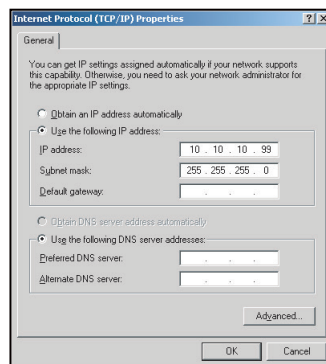 Internet Protocol (TCP/IP) Properties
General
You can get IP settings assigned automatically if your network supports
this capability. Otherwise, you need to ask your network administrator for
the appropriate IP settings.
Obtain an IP address automatically
Use the following IP address:
IP address: 10 . 10 . 10 . 99
Subnet mask: 255 . 255 . 255 . 0
Default gateway: . . .
Obtain DNS server address automatically
Use the following DNS server addresses:
Preferred DNS server: . . .
Alternate DNS server: . . .
Advanced...
OK Cancel